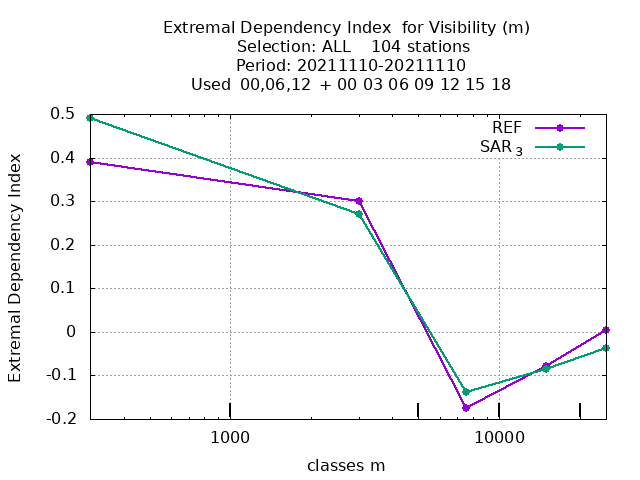 Extremal Dependency Index  for Visibility (m)
Selection: ALL    104 stations
Period: 20211110-20211110
Used  00,06,12  + 00 03 06 09 12 15 18
REF
SAR 3
Extremal Dependency Index
0.5
0.4
0.3
0.2
0.1
0
-0.1
-0.2
1000 10000
classes m